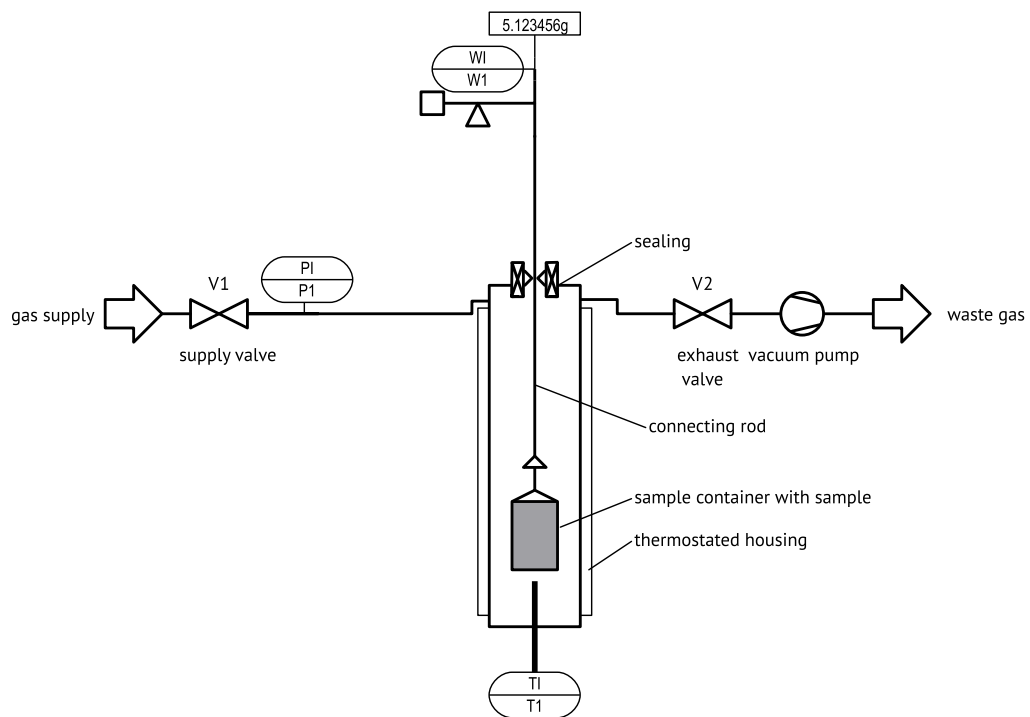 5.123456g
WI
W1
sealing
PI
P1
V1
V2
gas supply
waste gas
supply valve
exhaust valve
vacuum pump
connecting rod
sample container with sample
thermostated housing
TI
T1